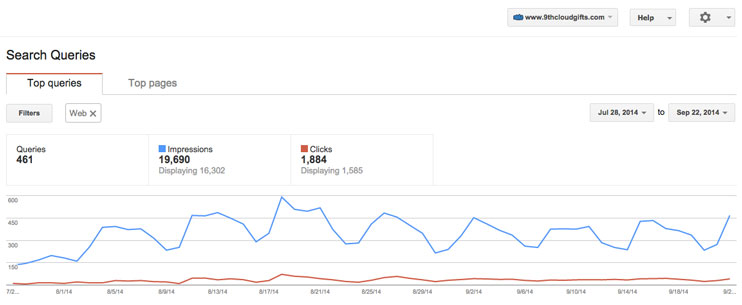 www.9thcloudgifts.com
Help
Search Queries
Top queries Top pages
Filters Web Jul 28, 2014 to Sep 22, 2014
Queries Impressions Clicks
461 19,690 1,884
Displaying 16,302 Displaying 1,585
600
450
300
150
7/2... 8/1/14 8/5/14 8/9/14 8/13/14 8/17/14 8/21/14 8/25/14 8/29/14 9/2/14 9/6/14 9/10/14 9/14/14 9/18/14 9/2...